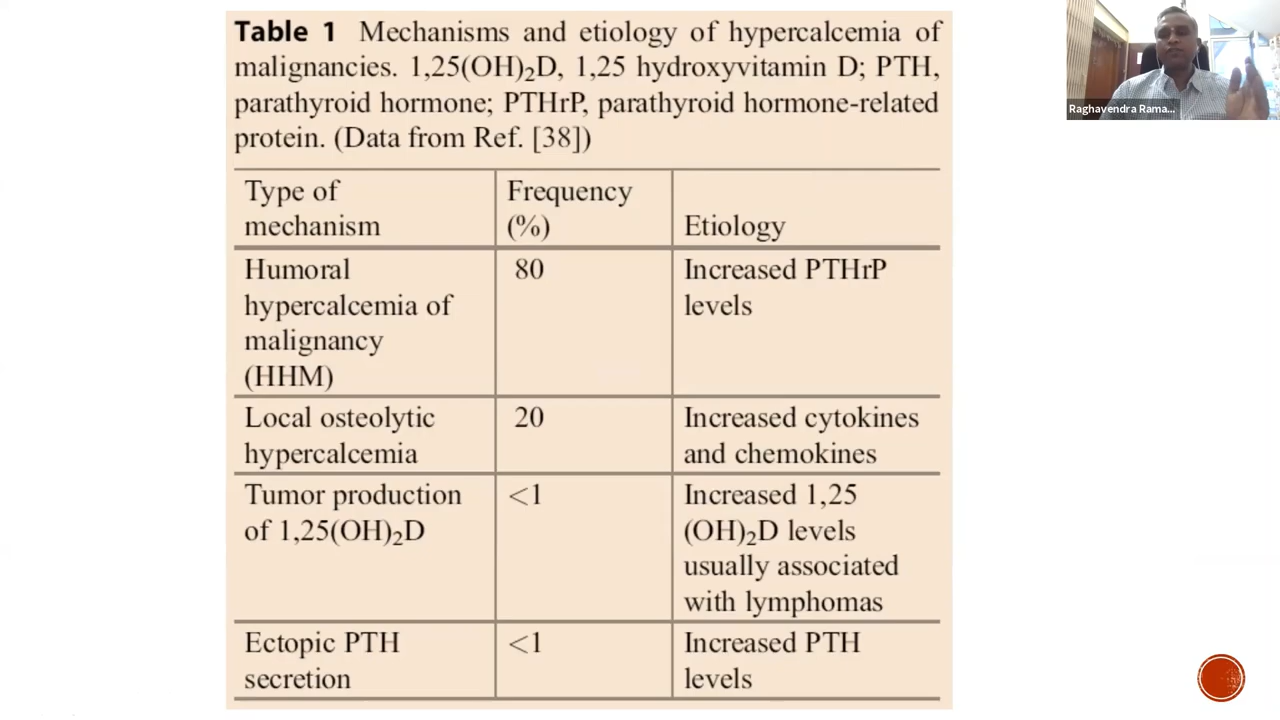 Table 1 Mechanisms and etiology of hypercalcemia of
malignancies. 1,25(OH)₂D, 1,25 hydroxyvitamin D; PTH,
parathyroid hormone; PTHrP, parathyroid hormone-related
protein. (Data from Ref. [38])
Type of
mechanism
Frequency
(%)
Etiology
Humoral
hypercalcemia of
malignancy
(HHM)
80
Increased PTHrP
levels
Local osteolytic
hypercalcemia
20
Increased cytokines
and chemokines
Tumor production
of 1,25(OH)₂D
<1
Increased 1,25
(OH)₂D levels
usually associated
with lymphomas
Ectopic PTH
secretion
<1
Increased PTH
levels
Raghavendra Rama...